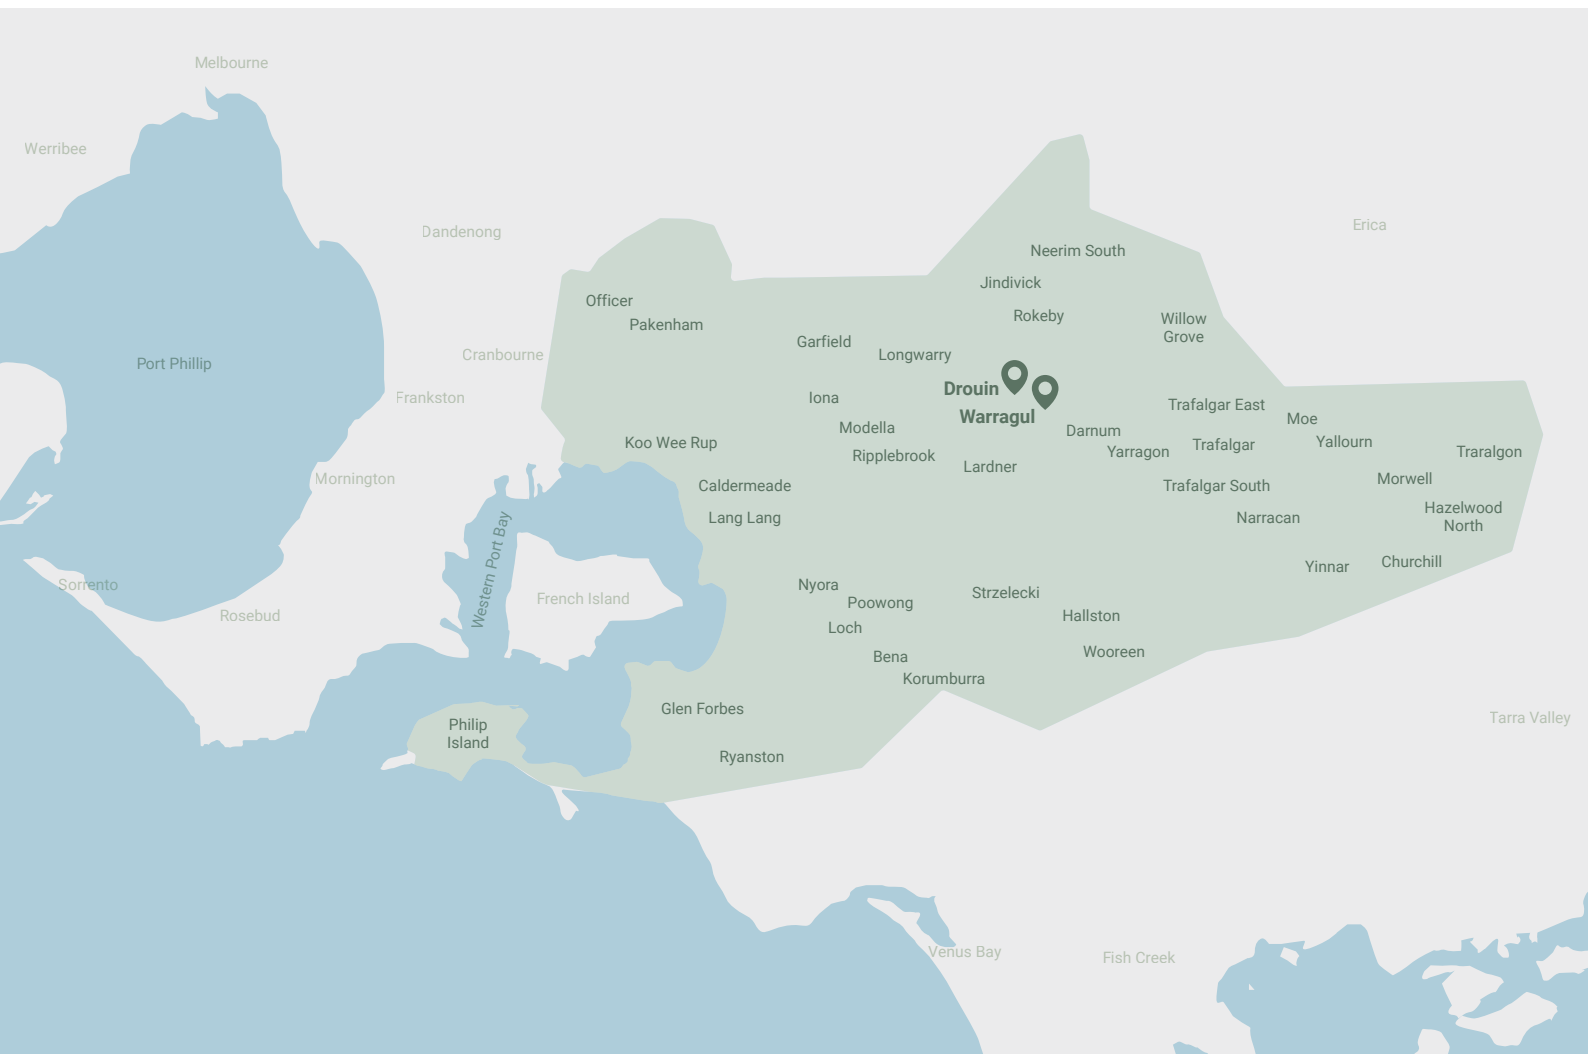 Melbourne
Werribee
Erica
Dandenong
Neerim South
Jindivick
Officer
Rokeby
Willow
Grove
Pakenham
Garfield
Longwarry
Cranbourne
Port Phillip
Drouin
Frankston
Iona
Trafalgar East
Warragul
Moe
Modella
Darnum
Koo Wee Rup
Yallourn
Trafalgar
Yarragon
Traralgon
Ripplebrook
Lardner
Mornington
Morwell
Caldermeade
Trafalgar South
Hazelwood
North
Lang Lang
Narracan
Western Port Bay
Churchill
Yinnar
Sorrento
Nyora
Strzelecki
French Island
Poowong
Rosebud
Hallston
Loch
Wooreen
Bena
Korumburra
Glen Forbes
Tarra Valley
Philip
Island
Ryanston
Venus Bay
Fish Creek